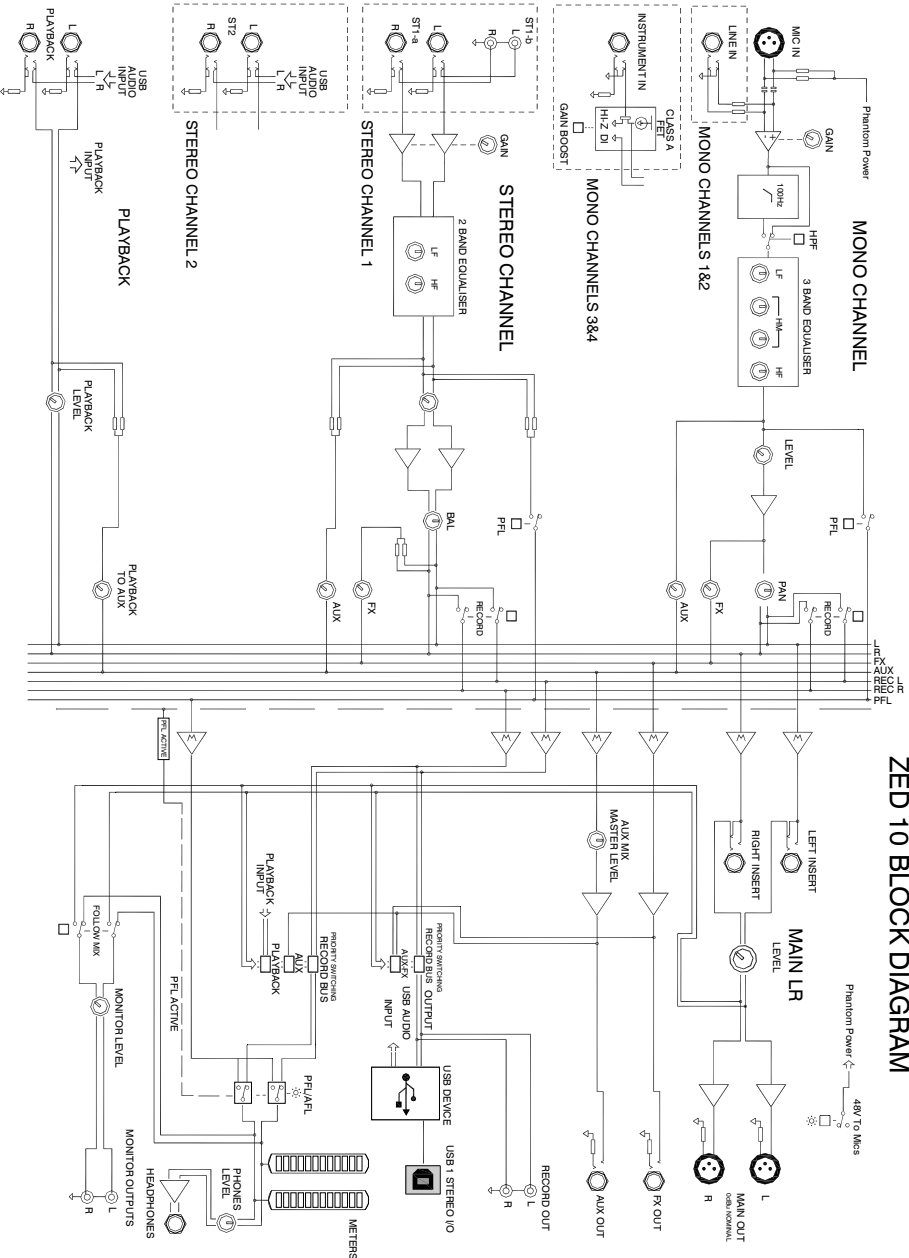 ZED 10 BLOCK DIAGRAM
MONO CHANNEL
MIC IN
Phantom Power
LINE IN
GAIN
+
-
100Hz
HPF
3 BAND EQUALISER
LF
HM
HF
MONO CHANNELS 1&2
LEVEL
PFL
PAN
RECORD
FX
AUX
INSTRUMENT IN
CLASS A
FET
HI-Z DI
GAIN BOOST
MONO CHANNELS 3&4
STEREO CHANNEL
ST1-b
L
R
ST1-a
L
R
GAIN
2 BAND EQUALISER
LF
HF
STEREO CHANNEL 1
PFL
BAL
RECORD
FX
AUX
ST2
L
R
USB
AUDIO
INPUT
L
R
STEREO CHANNEL 2
PLAYBACK
L
R
PLAYBACK
USB
AUDIO
INPUT
L
R
PLAYBACK
INPUT
PLAYBACK
LEVEL
PLAYBACK
TO AUX
L
R
FX
AUX
REC L
REC R
PFL
MAIN LR
LEFT INSERT
RIGHT INSERT
LEVEL
Phantom Power
48V To Mics
L
R
MAIN OUT
0dBu NOMINAL
FX OUT
AUX OUT
AUX MIX
MASTER LEVEL
PRIORITY SWITCHING
RECORD BUS
AUX-FX
OUTPUT
USB AUDIO
INPUT
USB DEVICE
USB 1 STEREO I/O
RECORD OUT
L
R
PRIORITY SWITCHING
RECORD BUS
AUX
PLAYBACK
PLAYBACK
INPUT
PFL ACTIVE
PFL ACTIVE
PFL/AFL
METERS
PHONES
LEVEL
HEADPHONES
FOLLOW MIX
MONITOR LEVEL
MONITOR OUTPUTS
L
R